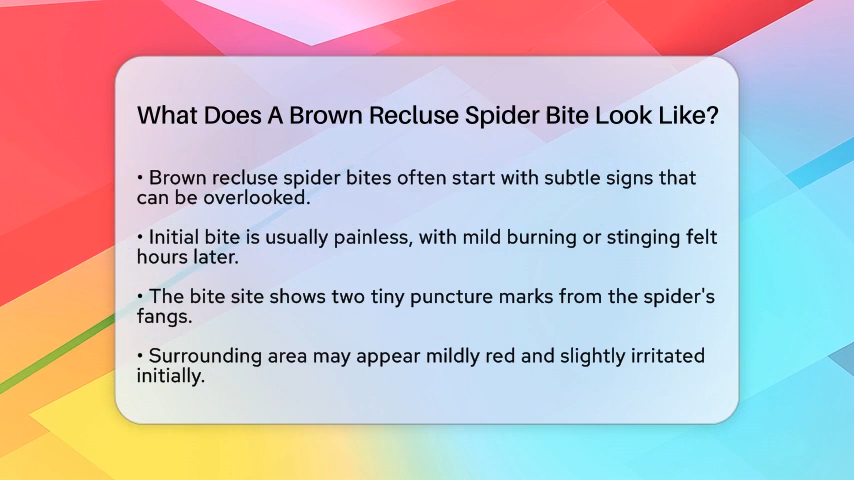 What Does A Brown Recluse Spider Bite Look Like?
• Brown recluse spider bites often start with subtle signs that
can be overlooked.
• Initial bite is usually painless, with mild burning or stinging felt
hours later.
• The bite site shows two tiny puncture marks from the spider's
fangs.
• Surrounding area may appear mildly red and slightly irritated
initially.